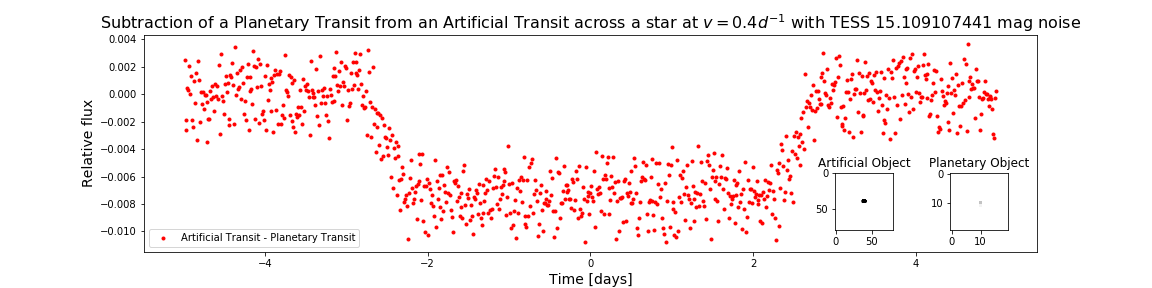 Subtraction of a Planetary Transit from an Artificial Transit across a star at v = 0.4d⁻¹ with TESS 15.109107441 mag noise
0.004
0.002
0.000
−0.002
−0.004
−0.006
−0.008
−0.010
Relative flux
Artificial Transit - Planetary Transit
Artificial Object
0
50
0 50
Planetary Object
0
10
0 10
−4 −2 0 2 4
Time [days]